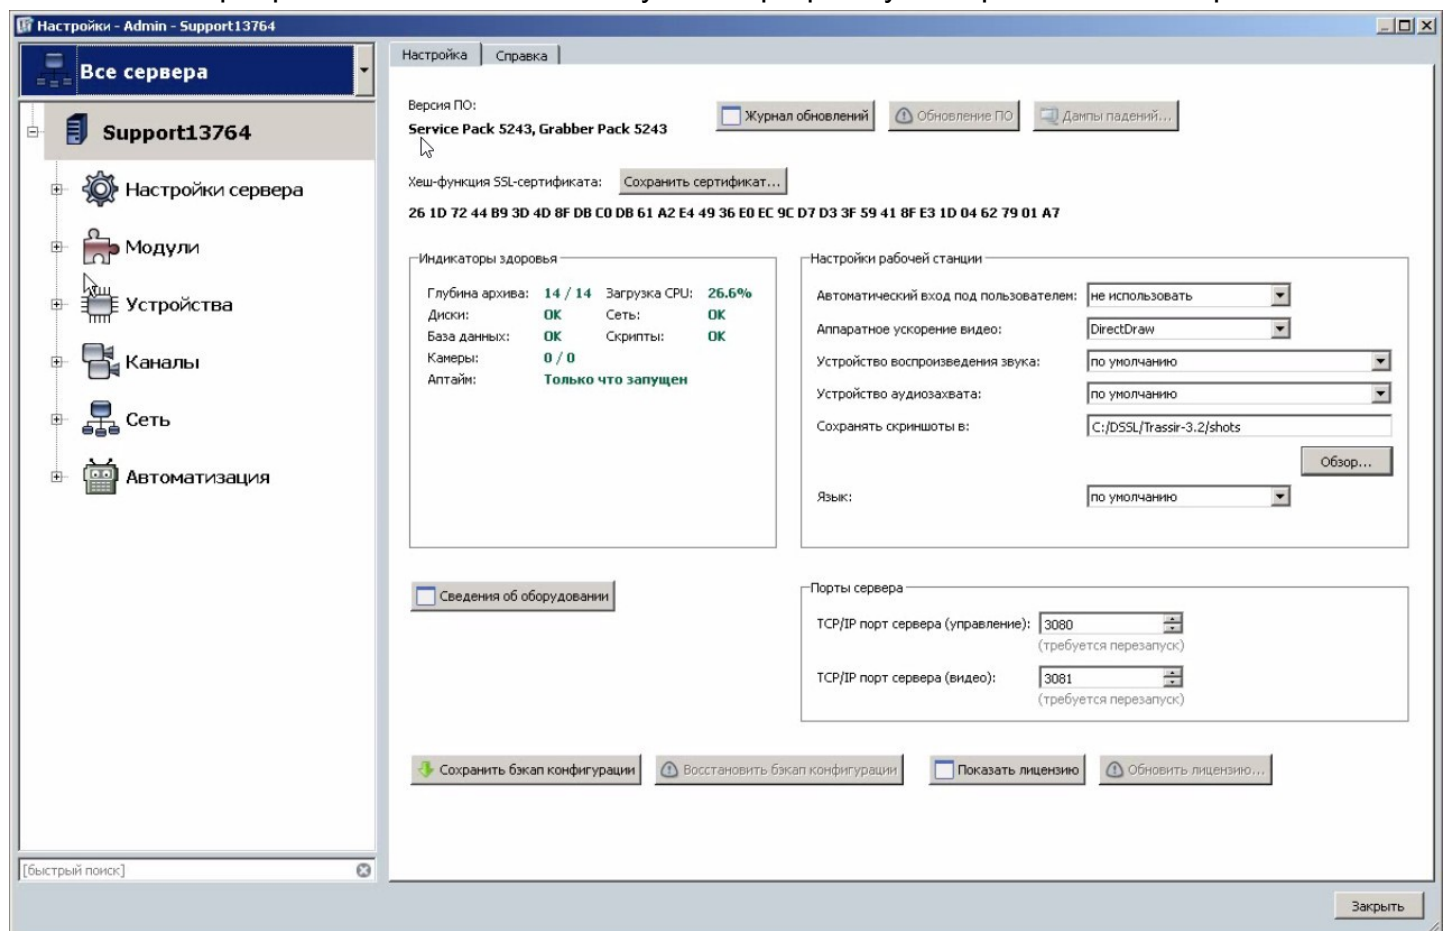 Настройки - Admin - Support13764
Все сервера
Support13764
Настройки сервера
Модули
Устройства
Каналы
Сеть
Автоматизация
[быстрый поиск]
Настройка Справка
Версия ПО:
Service Pack 5243, Grabber Pack 5243
Журнал обновлений Обновление ПО Дампы падений...
Хеш-функция SSL-сертификата: Сохранить сертификат...
26 1D 72 44 B9 3D 4D 8F DB C0 DB 61 A2 E4 49 36 E0 EC 9C D7 D3 3F 59 41 8F E3 1D 04 62 79 01 A7
Индикаторы здоровья
Глубина архива: 14 / 14 Загрузка CPU: 26.6%
Диски: OK Сеть: OK
База данных: OK Скрипты: OK
Камеры: 0 / 0
Аптайм: Только что запущен
Настройки рабочей станции
Автоматический вход под пользователем: не использовать
Аппаратное ускорение видео: DirectDraw
Устройство воспроизведения звука: по умолчанию
Устройство аудиозахвата: по умолчанию
Сохранять скриншоты в: C:/DSSL/Trassir-3.2/shots
Обзор...
Язык: по умолчанию
Сведения об оборудовании
Порты сервера
TCP/IP порт сервера (управление): 3080
(требуется перезапуск)
TCP/IP порт сервера (видео): 3081
(требуется перезапуск)
Сохранить бэкап конфигурации Восстановить бэкап конфигурации Показать лицензию Обновить лицензию...
Закрыть